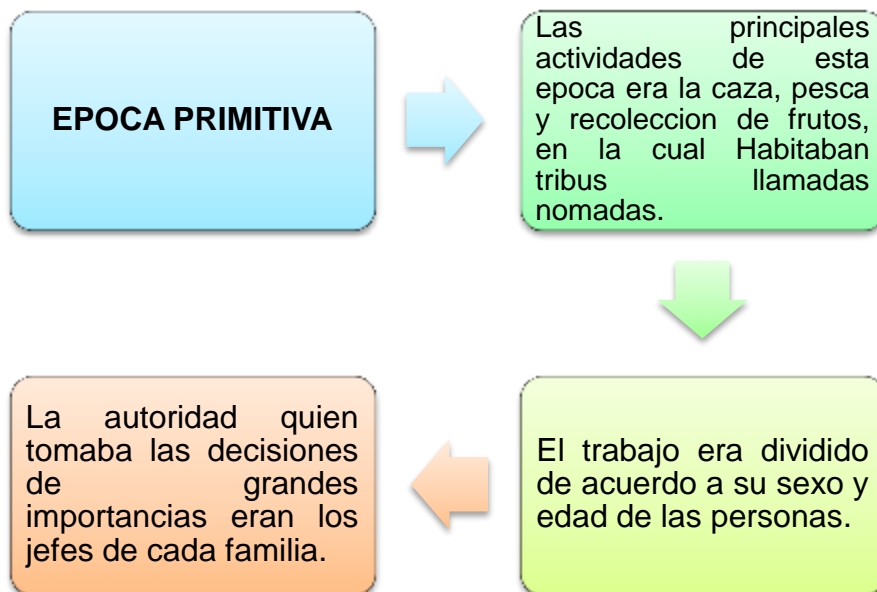 EPOCA PRIMITIVA
Las principales
actividades de esta
epoca era la caza, pesca
y recoleccion de frutos,
en la cual Habitaban
tribus llamadas
nomadas.
El trabajo era dividido
de acuerdo a su sexo y
edad de las personas.
La autoridad quien
tomaba las decisiones
de grandes
importancias eran los
jefes de cada familia.